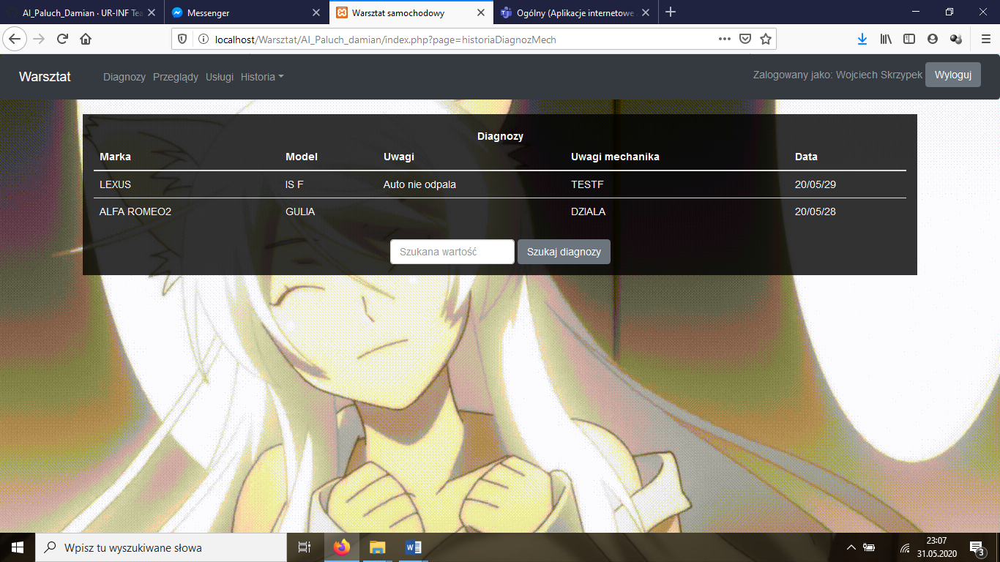 AI_Paluch_Damian · UR-INF Tea
Messenger
Warsztat samochodowy
Ogólny (Aplikacje internetowe
localhost/Warsztat/AI_Paluch_damian/index.php?page=historiaDiagnozMech
Warsztat
Diagnozy Przeglądy Usługi Historia
Zalogowany jako: Wojciech Skrzypek Wyloguj
Diagnozy
Marka Model Uwagi Uwagi mechanika Data
LEXUS IS F Auto nie odpala TESTF 20/05/29
ALFA ROMEO2 GULIA DZIALA 20/05/28
Szukana wartość Szukaj diagnozy
Wpisz tu wyszukiwane słowa
23:07
31.05.2020
3